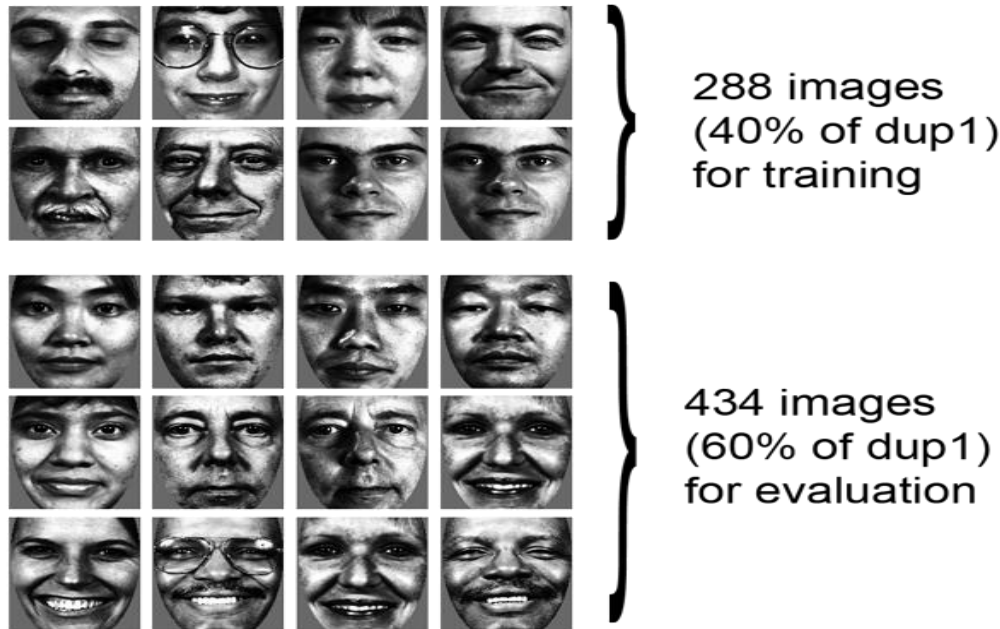 288 images
(40% of dup1)
for training
434 images
(60% of dup1)
for evaluation